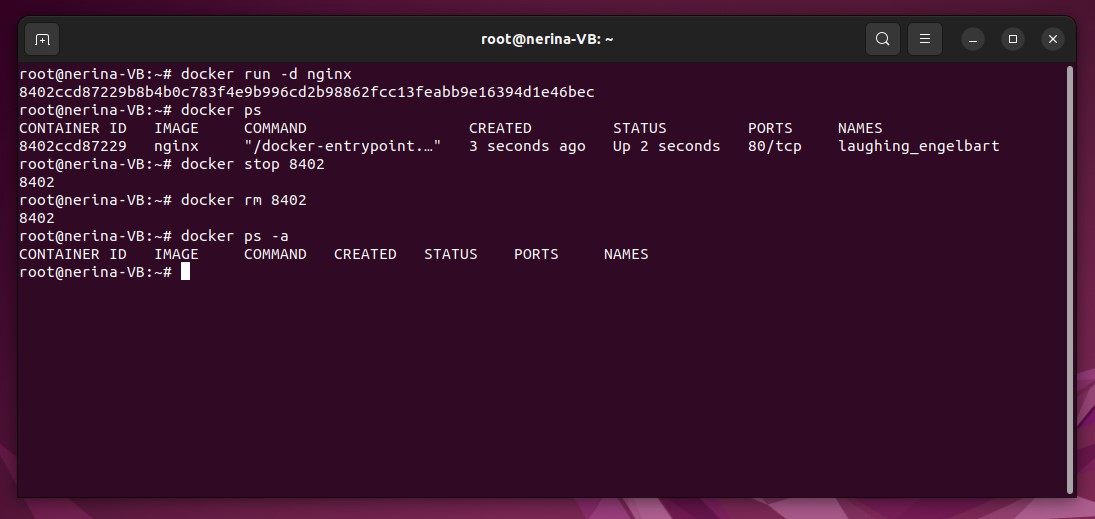 root@nerina-VB: ~
root@nerina-VB:~# docker run -d nginx
8402ccd87229b8b4b0c783f4e9b996cd2b98862fcc13feabb9e16394d1e46bec
root@nerina-VB:~# docker ps
CONTAINER ID   IMAGE     COMMAND                  CREATED         STATUS         PORTS     NAMES
8402ccd87229   nginx     "/docker-entrypoint.…"   3 seconds ago   Up 2 seconds   80/tcp    laughing_engelbart
root@nerina-VB:~# docker stop 8402
8402
root@nerina-VB:~# docker rm 8402
8402
root@nerina-VB:~# docker ps -a
CONTAINER ID   IMAGE     COMMAND   CREATED   STATUS    PORTS     NAMES
root@nerina-VB:~#